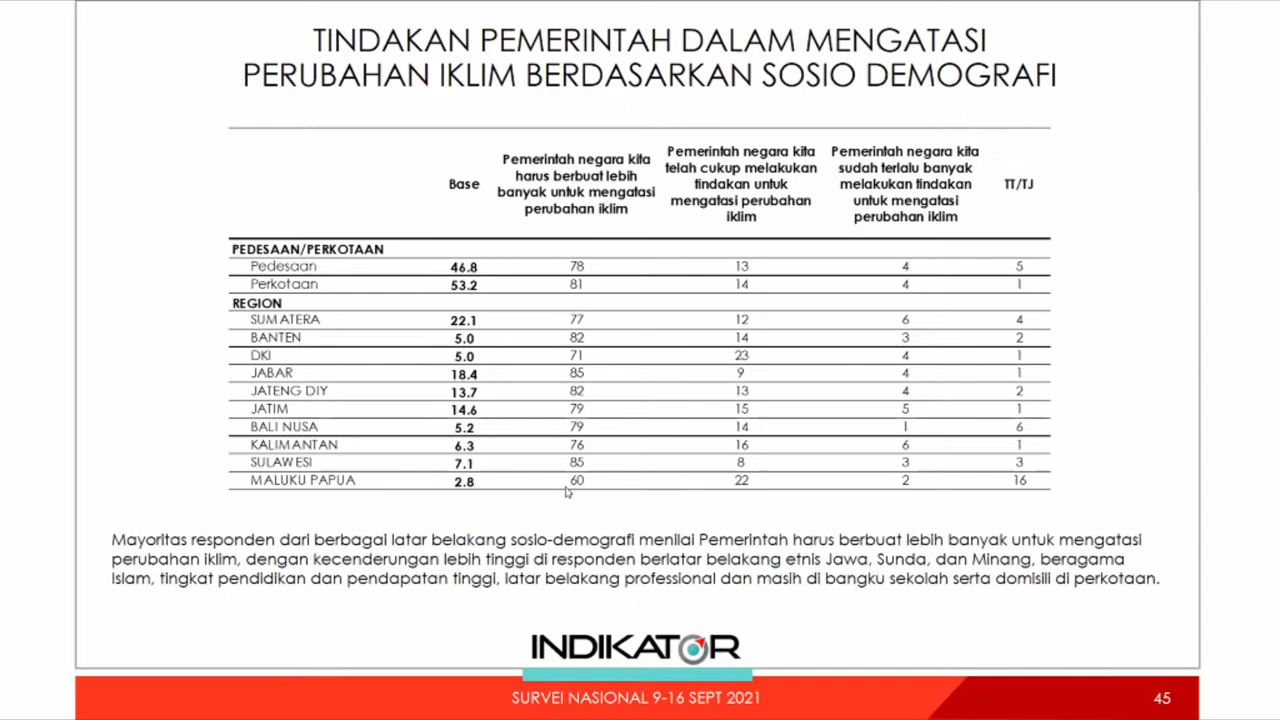 TINDAKAN PEMERINTAH DALAM MENGATASI
PERUBAHAN IKLIM BERDASARKAN SOSIO DEMOGRAFI
Base
Pemerintah negara kita
harus berbuat lebih
banyak untuk mengatasi
perubahan iklim
Pemerintah negara kita
telah cukup melakukan
tindakan untuk
mengatasi perubahan
iklim
Pemerintah negara kita
sudah terlalu banyak
melakukan tindakan
untuk mengatasi
perubahan iklim
TT/TJ
PEDESAAN/PERKOTAAN
Pedesaan 46.8 78 13 4 5
Perkotaan 53.2 81 14 4 1
REGION
SUMATERA 22.1 77 12 6 4
BANTEN 5.0 82 14 3 2
DKI 5.0 71 23 4 1
JABAR 18.4 85 9 4 1
JATENG DIY 13.7 82 13 4 2
JATIM 14.6 79 15 5 1
BALI NUSA 5.2 79 14 1 6
KALIMANTAN 6.3 76 16 6 1
SULAWESI 7.1 85 8 3 3
MALUKU PAPUA 2.8 60 22 2 16
Mayoritas responden dari berbagai latar belakang sosio-demografi menilai Pemerintah harus berbuat lebih banyak untuk mengatasi
perubahan iklim, dengan kecenderungan lebih tinggi di responden berlatar belakang etnis Jawa, Sunda, dan Minang, beragama
Islam, tingkat pendidikan dan pendapatan tinggi, latar belakang professional dan masih di bangku sekolah serta domisili di perkotaan.
INDIKATOR
SURVEI NASIONAL 9-16 SEPT 2021
45